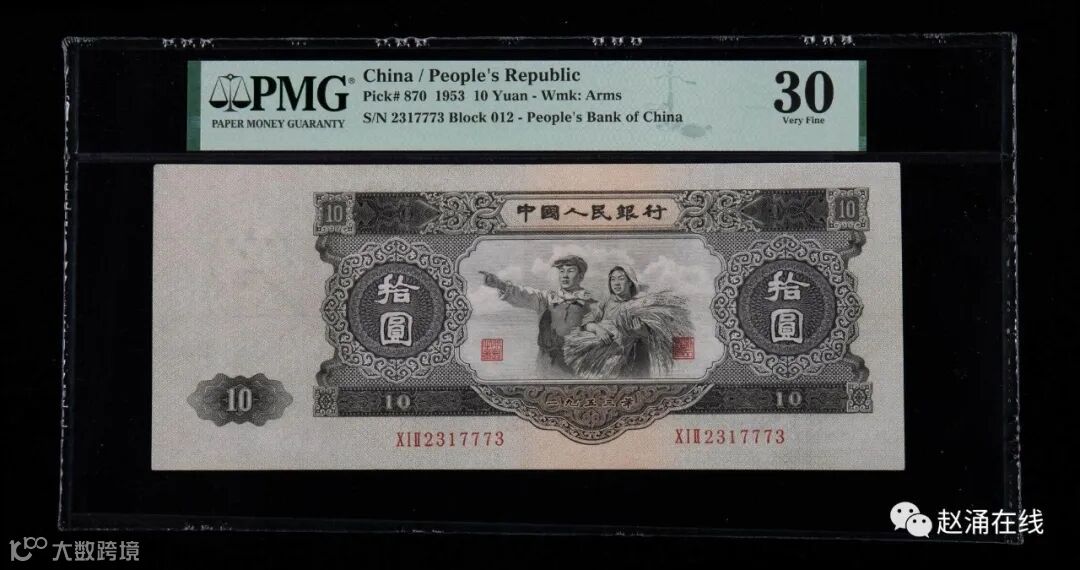 PMG®
PAPER MONEY GUARANTY
China / People's Republic
Pick# 870 1953 10 Yuan - Wmk: Arms
S/N 2317773 Block 012 - People's Bank of China
30
Very Fine
10 中國人民銀行 10
拾圓 拾圓
10
10 一九五三年 10
XIII2317773 XIII2317773
赵涌在线
大数跨境